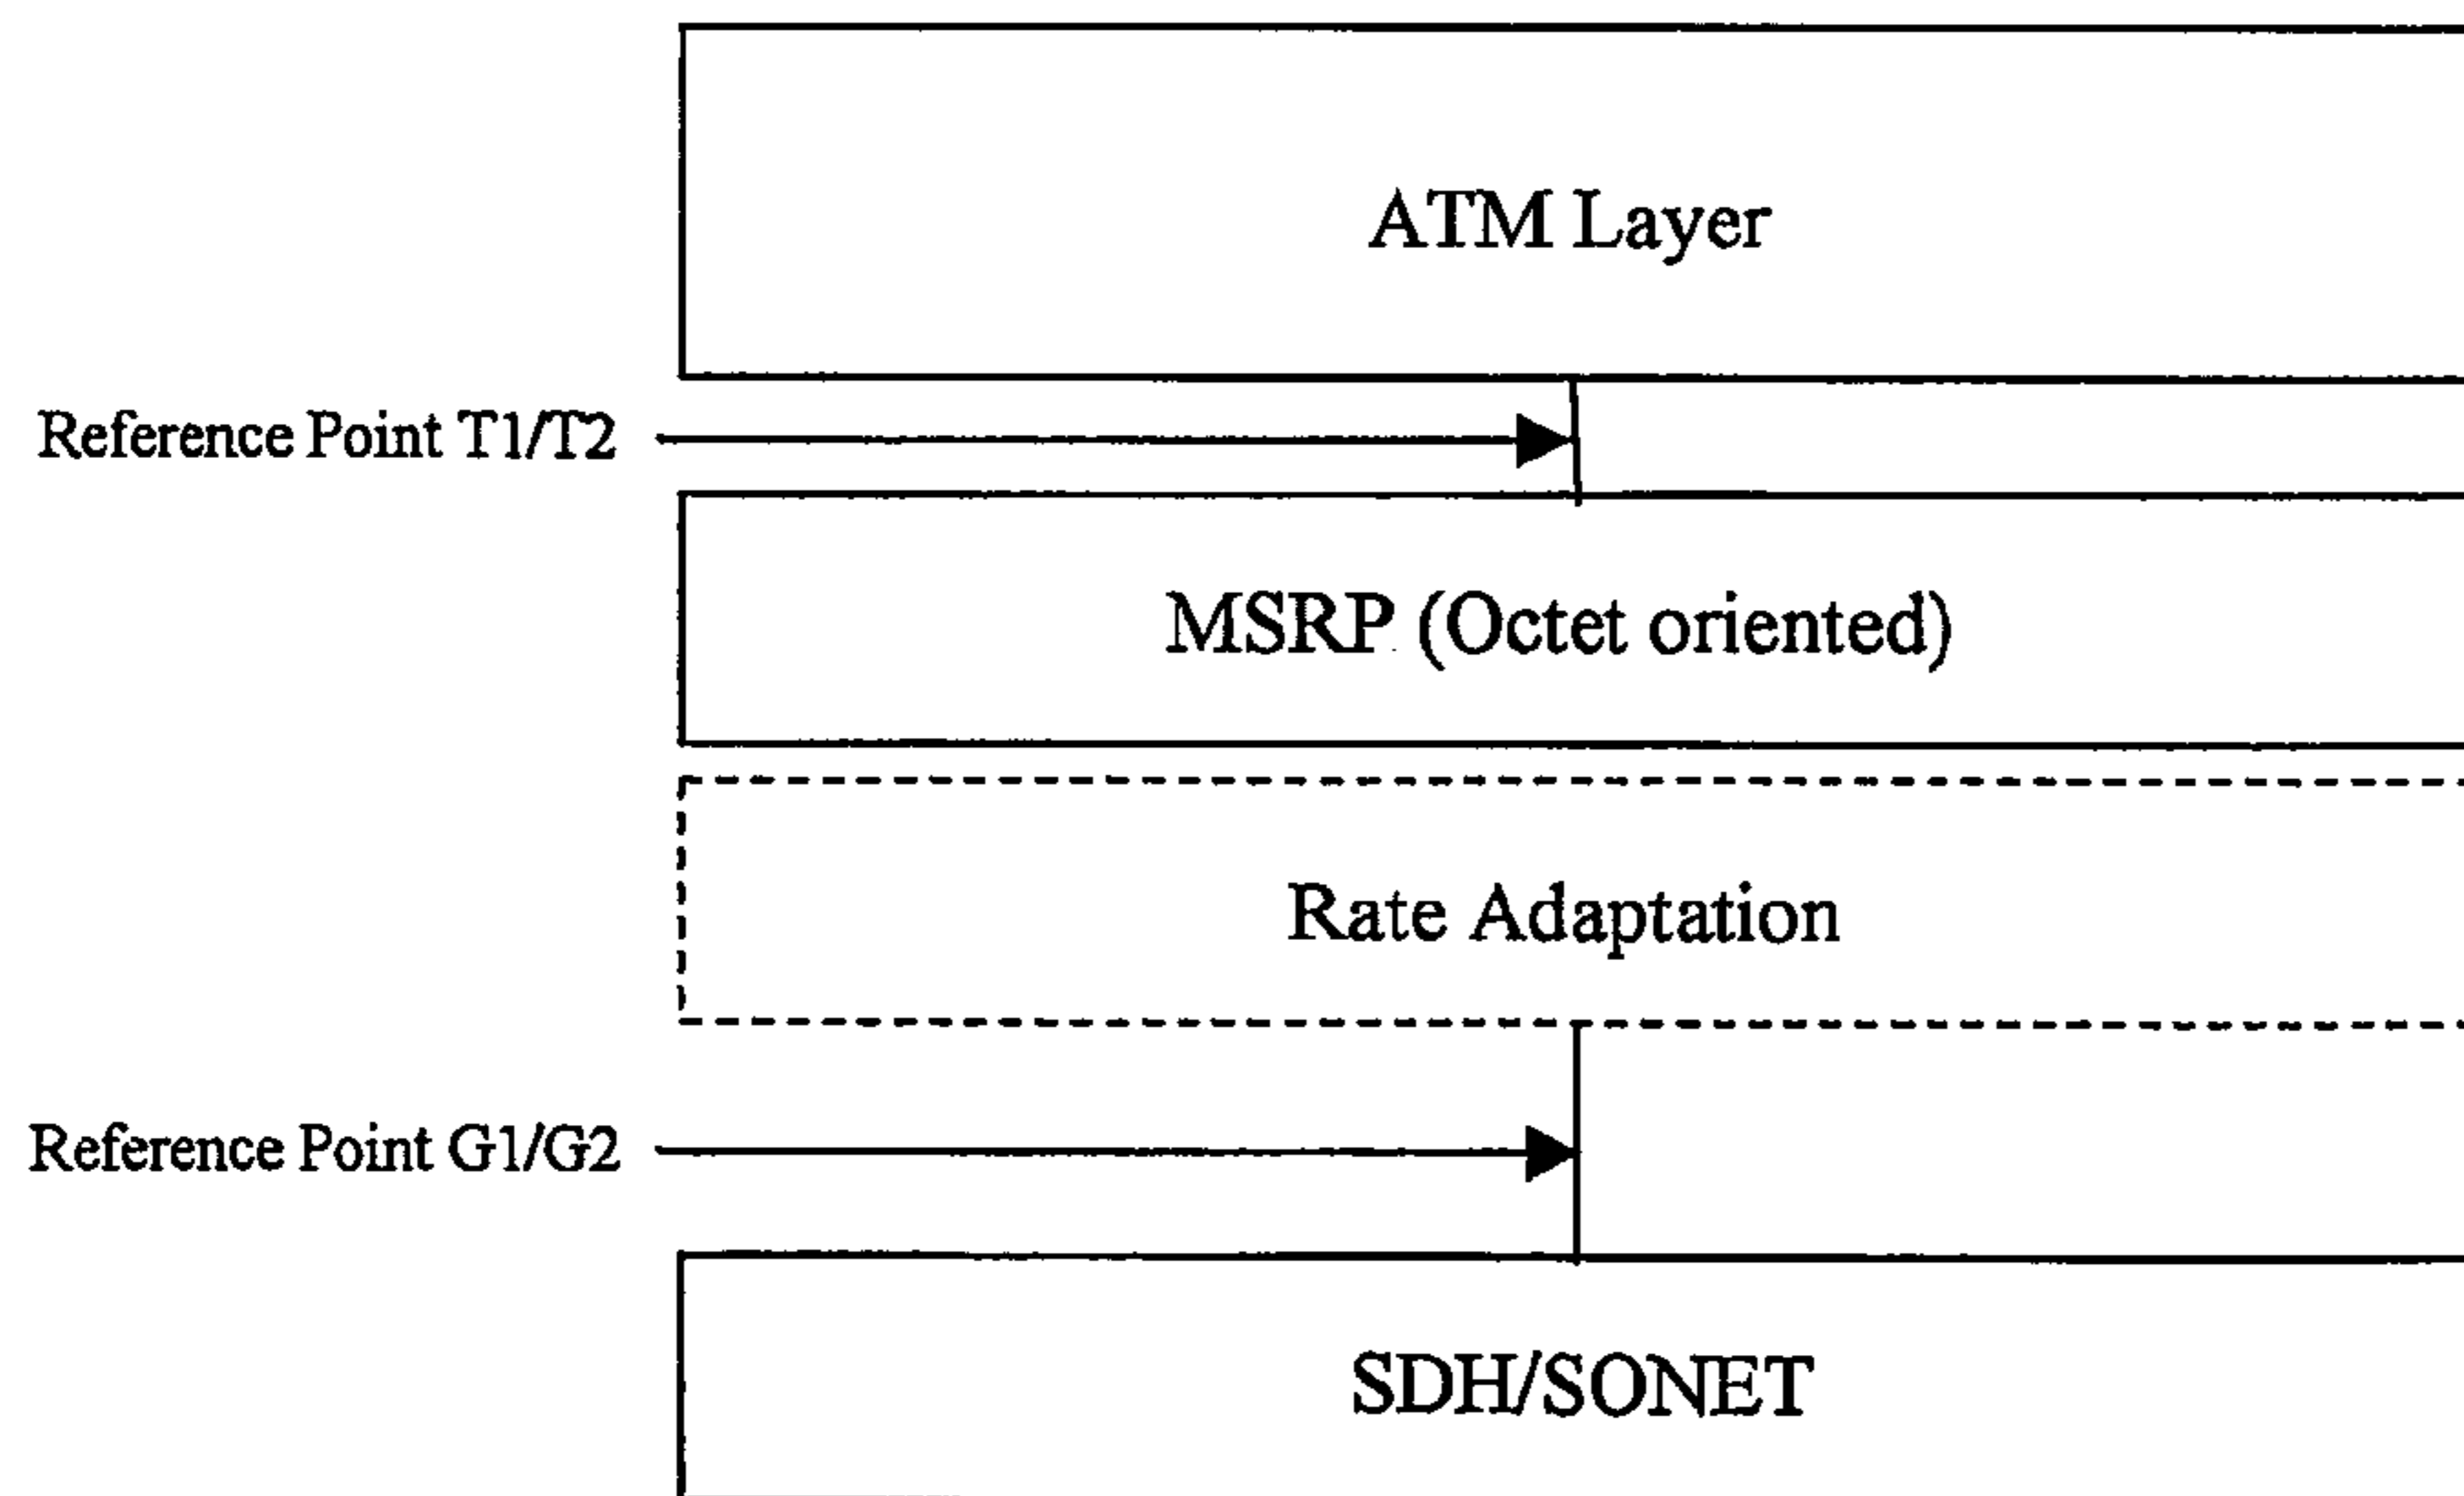 ATM Layer
Reference Point T1/T2
MSRP (Octet oriented)
Rate Adaptation
Reference Point G1/G2
SDH/SONET